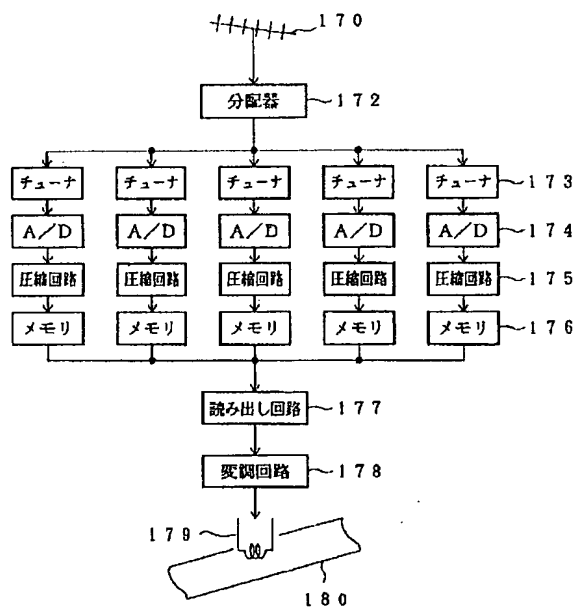 170
分配器 172
チューナ チューナ チューナ チューナ チューナ 173
A/D A/D A/D A/D A/D 174
圧縮回路 圧縮回路 圧縮回路 圧縮回路 圧縮回路 175
メモリ メモリ メモリ メモリ メモリ 176
読み出し回路 177
変調回路 178
179
180